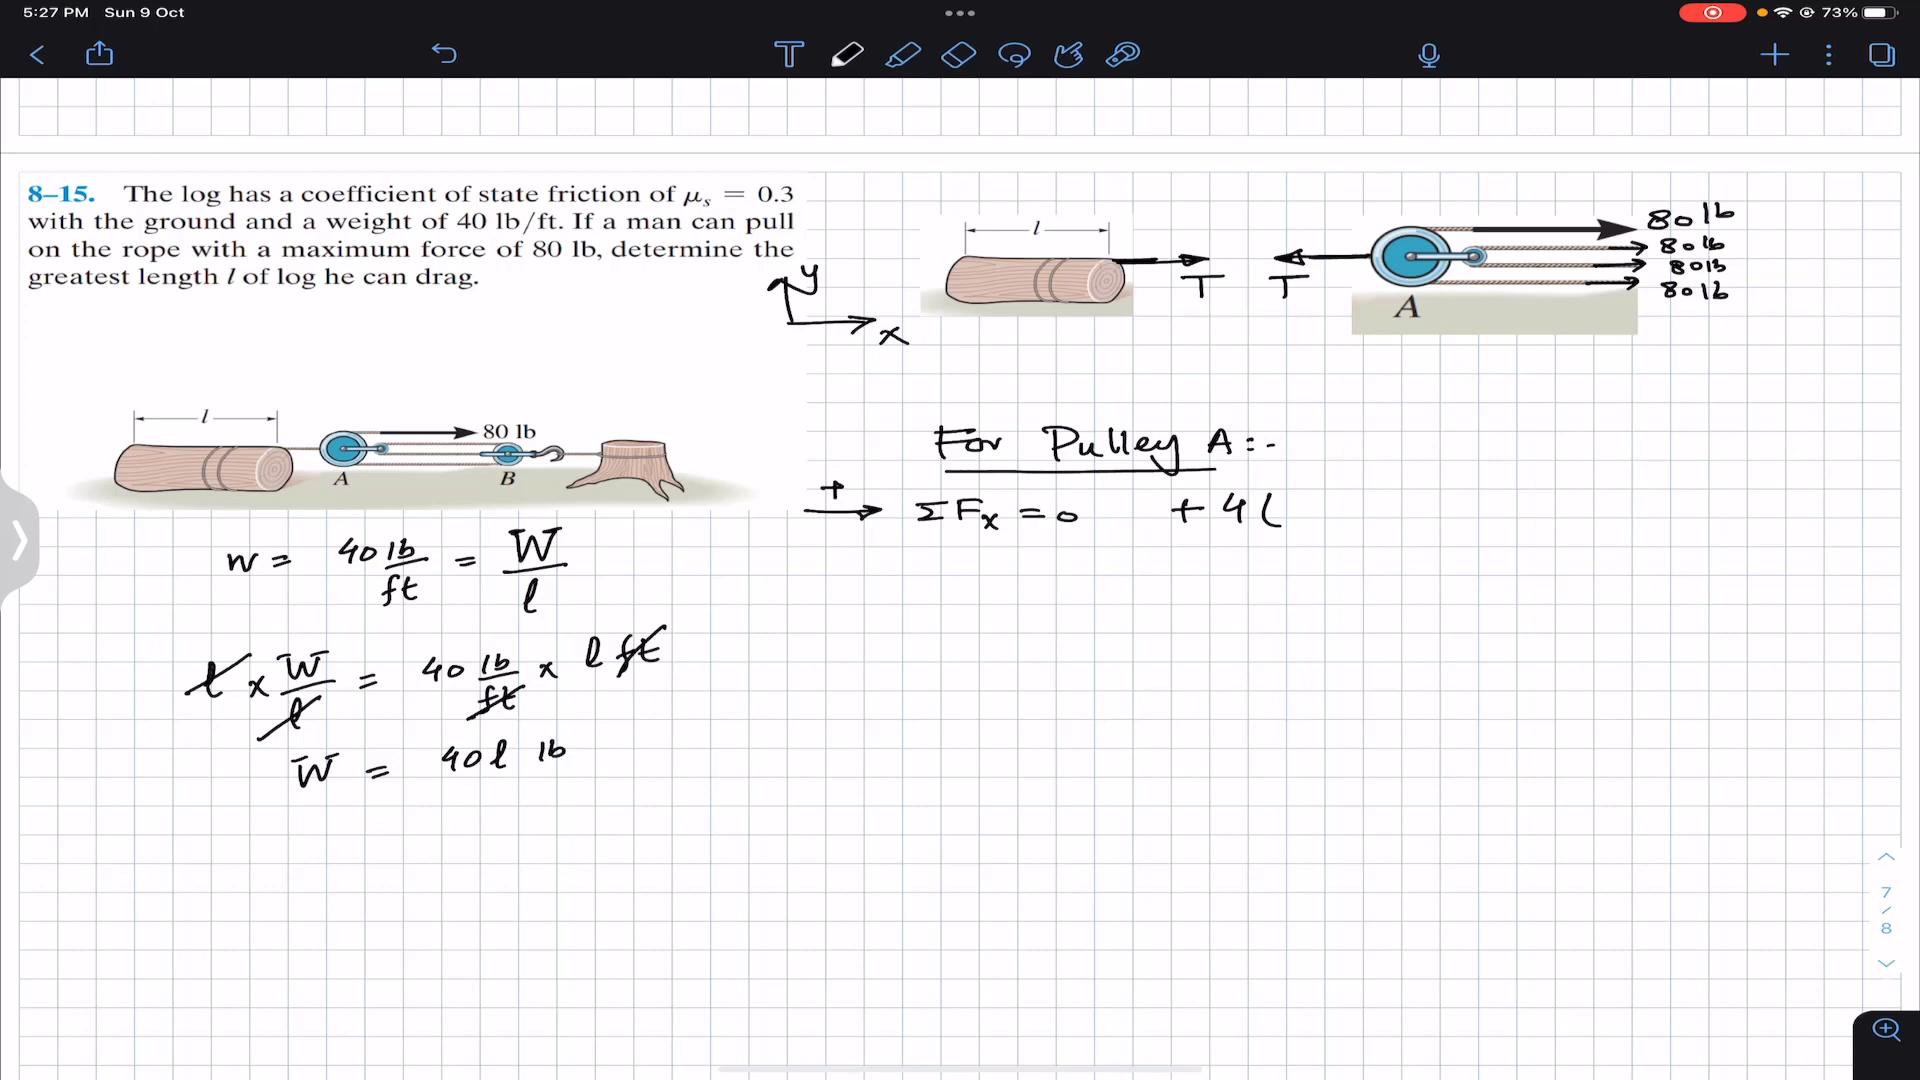 5:27 PM Sun 9 Oct
73%
8–15. The log has a coefficient of state friction of μs = 0.3
with the ground and a weight of 40 lb/ft. If a man can pull
on the rope with a maximum force of 80 lb, determine the
greatest length l of log he can drag.
y
x
l
T
T
80 lb
80 lb
80 lb
80 lb
A
l
80 lb
A
B
For Pulley A:-
+ ΣFx = 0 + 4 (
w = 40 lb/ft = W/l
l x W/l = 40 lb/ft x l ft
W = 40 l lb
7
/
8